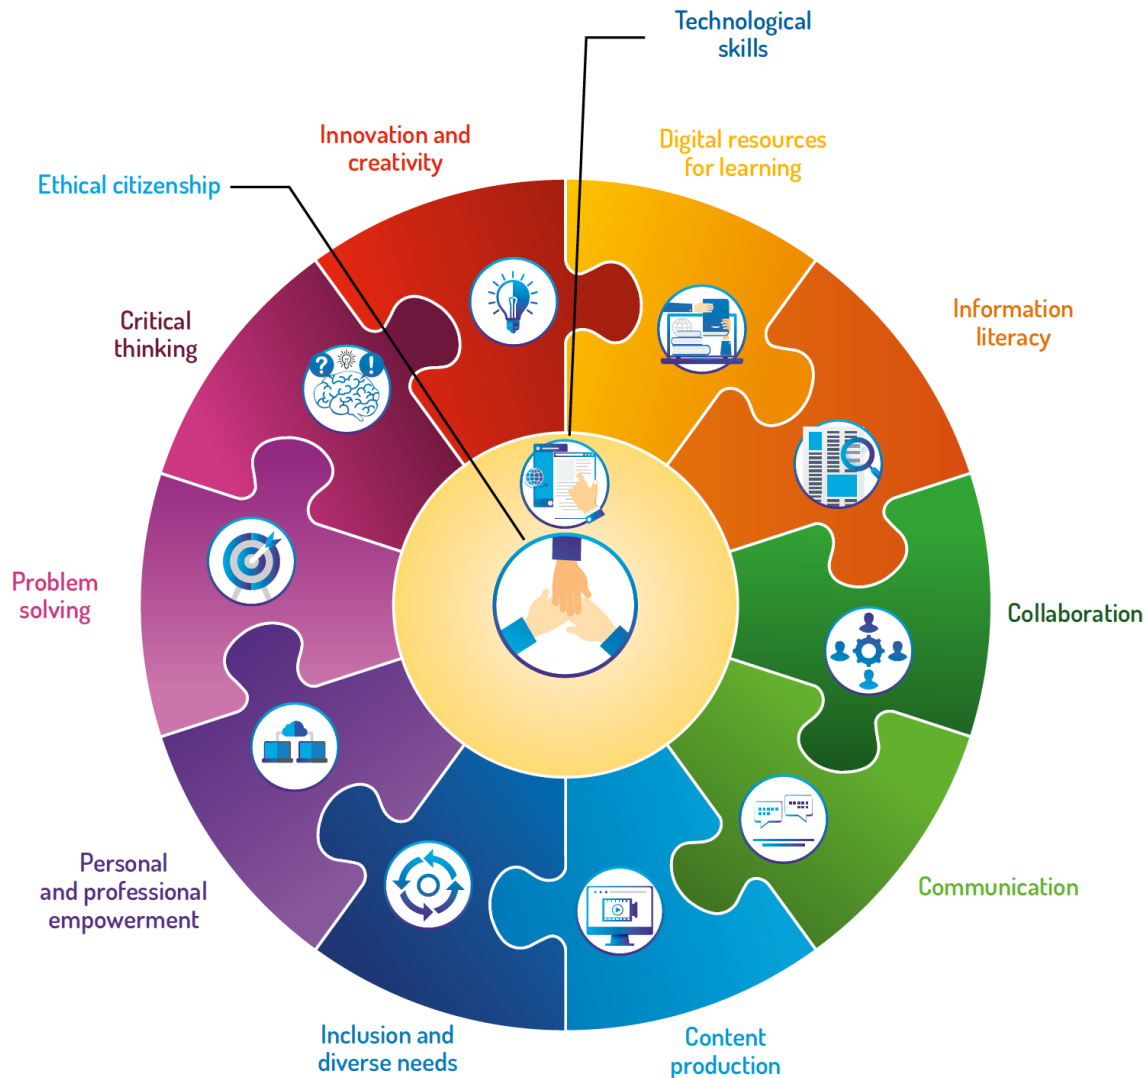 Technological
skills
Innovation and
creativity
Digital resources
for learning
Ethical citizenship
Critical
thinking
Information
literacy
?
!
Problem
solving
Collaboration
Personal
and professional
empowerment
Communication
Inclusion and
diverse needs
Content
production